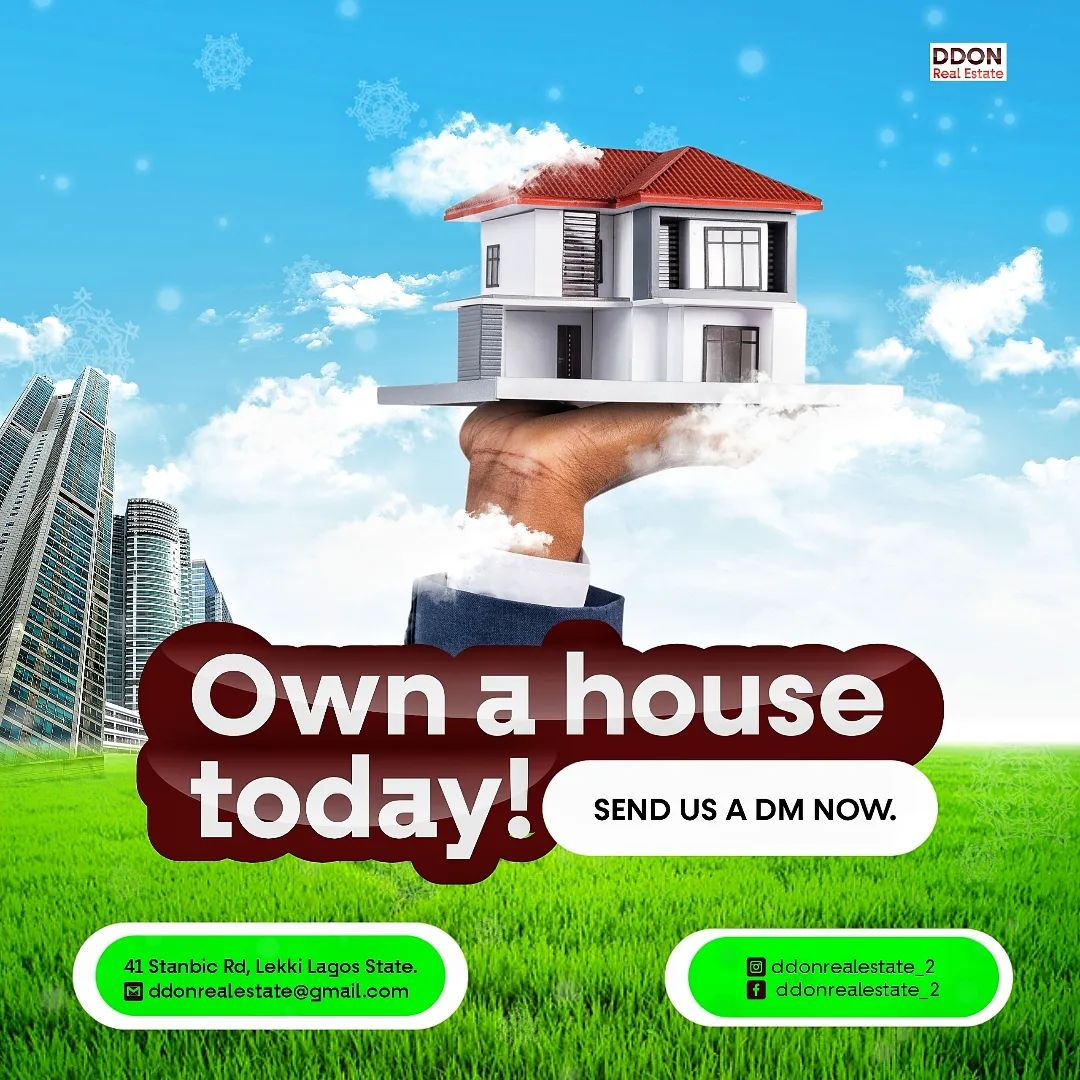 DDON
Real Estate
Own a house
today!
SEND US A DM NOW.
41 Stanbic Rd, Lekki Lagos State.
ddonrealestate@gmail.com
ddonrealestate_2
ddonrealestate_2